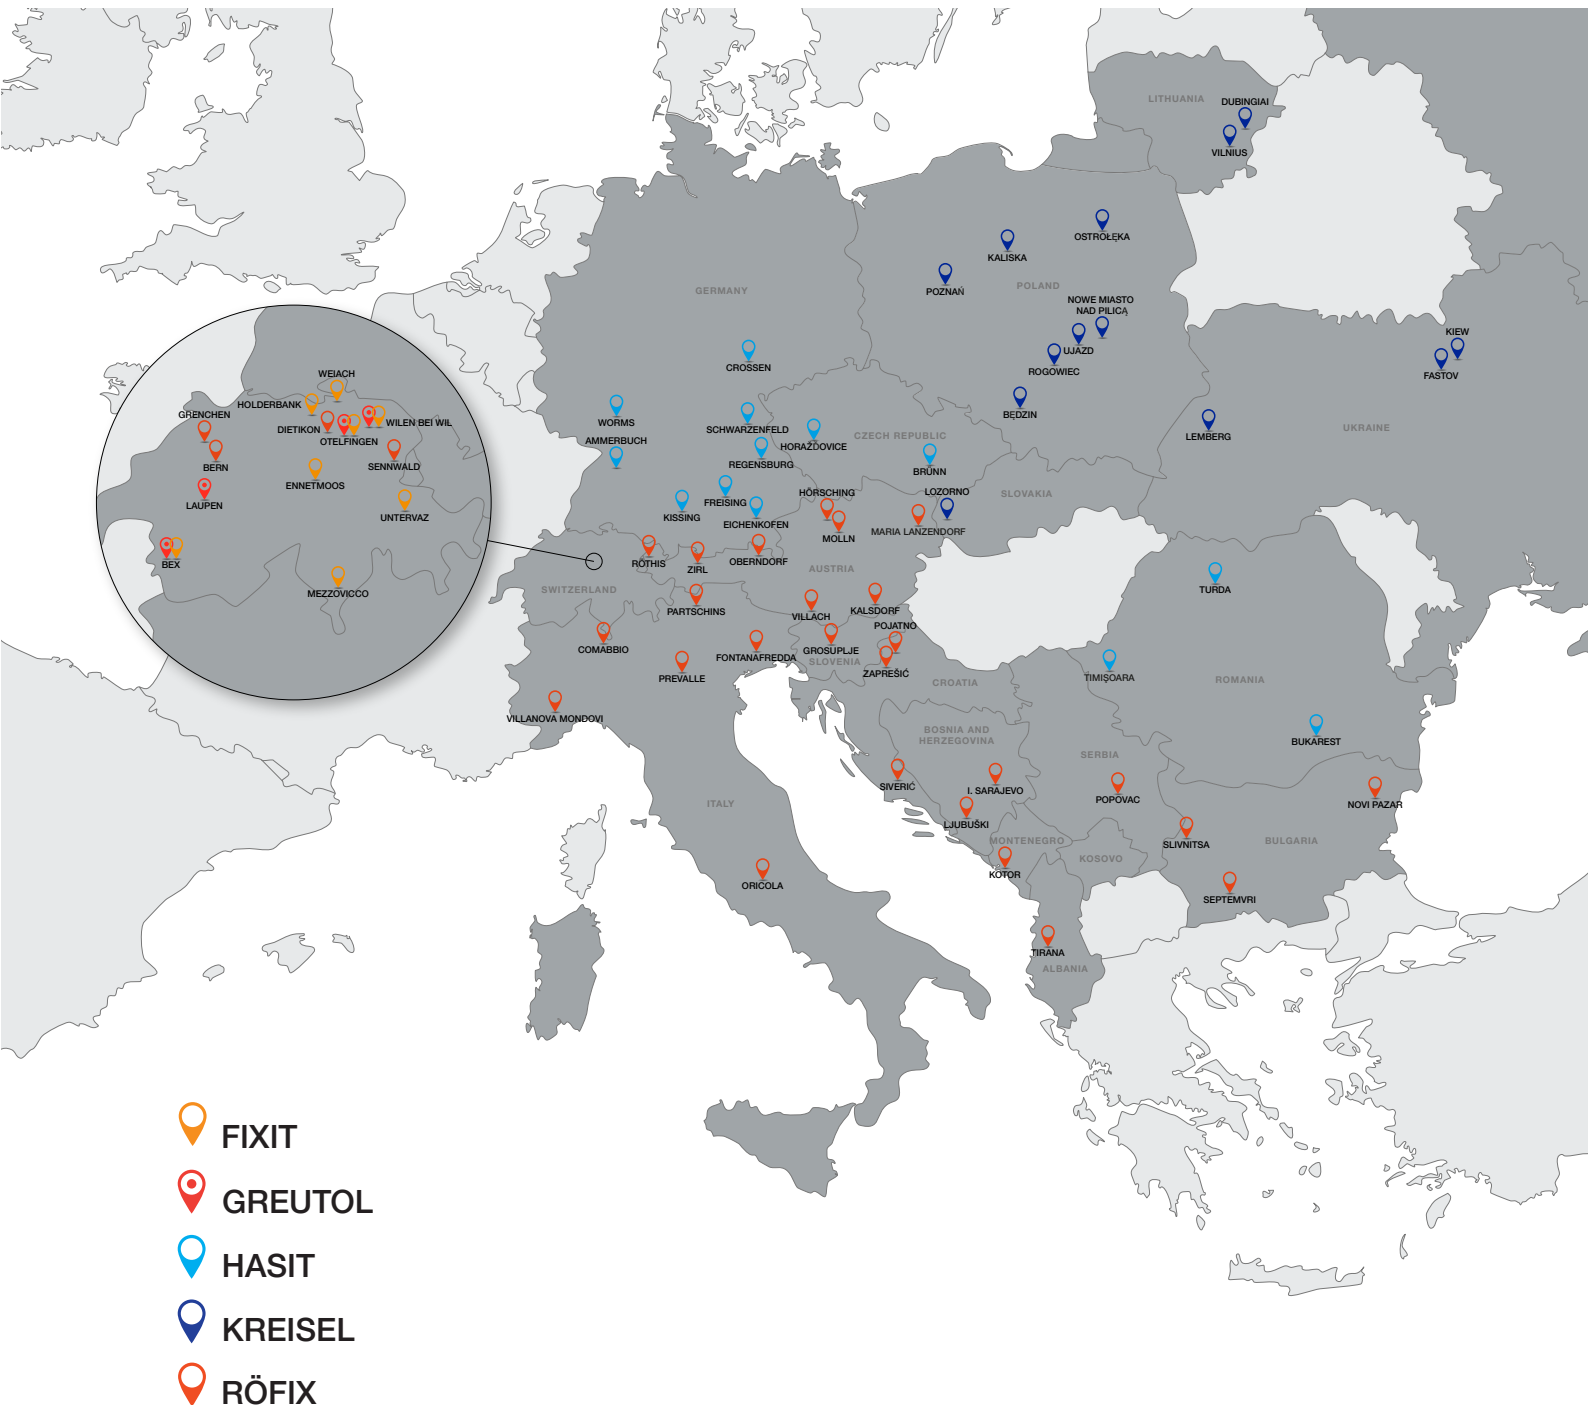 LITHUANIA
DUBINGIAI
VILNIUS
OSTROŁĘKA
KALISKA
POZNAŃ
POLAND
GERMANY
NOWE MIASTO
NAD PILICĄ
UJAZD
ROGOWIEC
KIEW
FASTOV
BĘDZIN
LEMBERG
UKRAINE
CROSSEN
WORMS
AMMERBUCH
SCHWARZENFELD
HORAŽDOVICE
CZECH REPUBLIC
REGENSBURG
BRÜNN
FREISING
KISSING
EICHENKOFEN
HÖRSCHING
MOLLN
LOZORNO
MARIA LANZENDORF
SLOVAKIA
WEIACH
HOLDERBANK
GRENCHEN
DIETIKON
OTELFINGEN
WILEN BEI WIL
BERN
SENNWALD
ENNETMOOS
LAUPEN
UNTERVAZ
BEX
MEZZOVICCO
RÖTHIS
ZIRL
OBERNDORF
AUSTRIA
SWITZERLAND
PARTSCHINS
VILLACH
KALSDORF
TURDA
POJATNO
COMABBIO
FONTANAFREDDA
GROSUPLJE
SLOVENIA
ZAPREŠIĆ
PREVALLE
TIMIȘOARA
ROMANIA
CROATIA
VILLANOVA MONDOVI
BOSNIA AND
HERZEGOVINA
BUKAREST
SERBIA
SIVERIĆ
I. SARAJEVO
POPOVAC
NOVI PAZAR
ITALY
LJUBUŠKI
MONTENEGRO
SLIVNITSA
BULGARIA
KOSOVO
KOTOR
ORICOLA
SEPTEMVRI
TIRANA
ALBANIA
FIXIT
GREUTOL
HASIT
KREISEL
RÖFIX